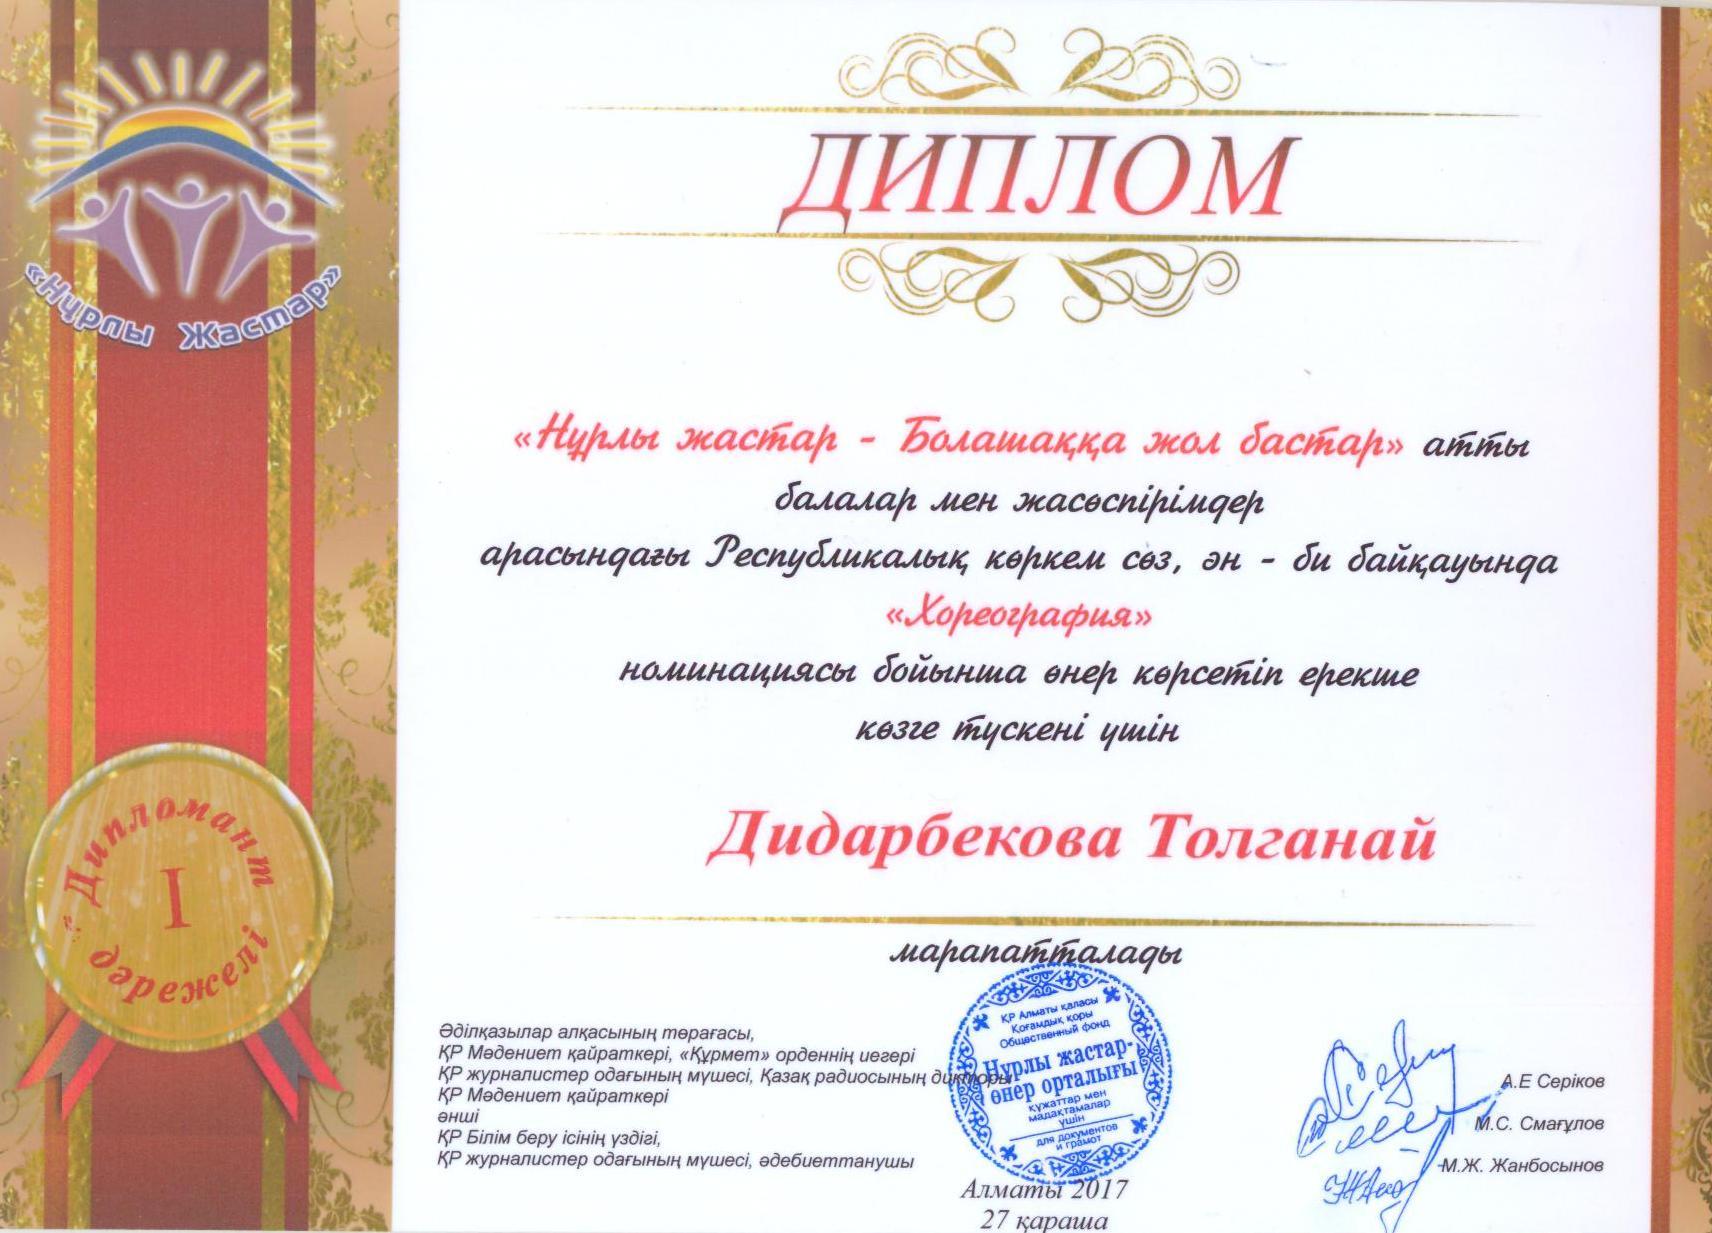 «Нұрлы Жастар»
ДИПЛОМ
«Нұрлы жастар - Болашаққа жол бастар» атты
балалар мен жасөспірімдер
арасындағы Республикалық көркем сөз, ән - би байқауында
«Хореография»
номинациясы бойынша өнер көрсетіп ерекше
көзге түскені үшін
Дидарбекова Толганай
марапатталады
Дипломант
I
дәрежелі
Әділқазылар алқасының төрағасы,
ҚР Мәдениет қайраткері, «Құрмет» орденнің иегері
ҚР журналистер одағының мүшесі, Қазақ радиосының дикторы
ҚР Мәдениет қайраткері
әнші
ҚР Білім беру ісінің үздігі,
ҚР журналистер одағының мүшесі, әдебиеттанушы
ҚР Алматы қаласы
Қоғамдық қоры
Общественный фонд
Нұрлы жастар-
өнер орталығы
құжаттар мен
мадақтамалар
үшін
для документов
и грамот
А.Е Серіков
М.С. Смағұлов
М.Ж. Жанбосынов
Алматы 2017
27 қараша